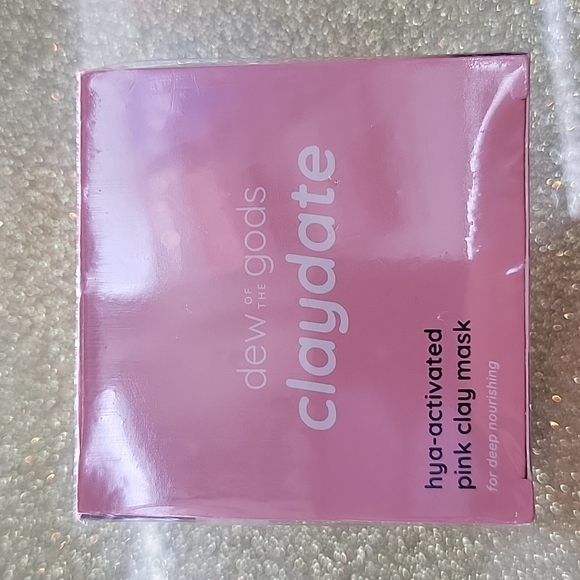 dew OF THE gods
claydate
hya-activated
pink clay mask
for deep nourishing